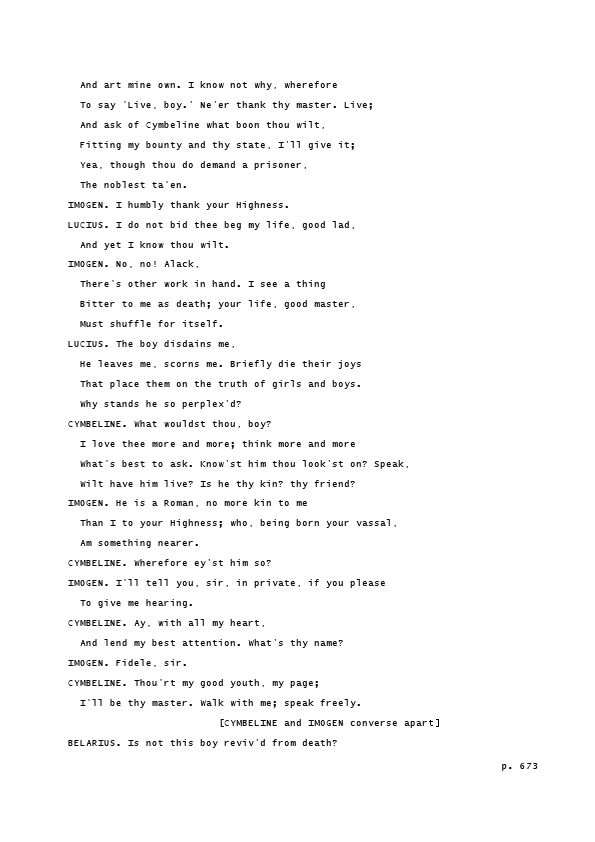 And art mine own. I know not why, wherefore
To say 'Live, boy.' Ne'er thank thy master. Live;
And ask of Cymbeline what boon thou wilt,
Fitting my bounty and thy state, I'll give it;
Yea, though thou do demand a prisoner,
The noblest ta'en.
IMOGEN. I humbly thank your Highness.
LUCIUS. I do not bid thee beg my life, good lad,
And yet I know thou wilt.
IMOGEN. No, no! Alack,
There's other work in hand. I see a thing
Bitter to me as death; your life, good master,
Must shuffle for itself.
LUCIUS. The boy disdains me,
He leaves me, scorns me. Briefly die their joys
That place them on the truth of girls and boys.
Why stands he so perplex'd?
CYMBELINE. What wouldst thou, boy?
I love thee more and more; think more and more
What's best to ask. Know'st him thou look'st on? Speak,
Wilt have him live? Is he thy kin? thy friend?
IMOGEN. He is a Roman, no more kin to me
Than I to your Highness; who, being born your vassal,
Am something nearer.
CYMBELINE. Wherefore ey'st him so?
IMOGEN. I'll tell you, sir, in private, if you please
To give me hearing.
CYMBELINE. Ay, with all my heart,
And lend my best attention. What's thy name?
IMOGEN. Fidele, sir.
CYMBELINE. Thou'rt my good youth, my page;
I'll be thy master. Walk with me; speak freely.
[CYMBELINE and IMOGEN converse apart]
BELARIUS. Is not this boy reviv'd from death?
p. 673